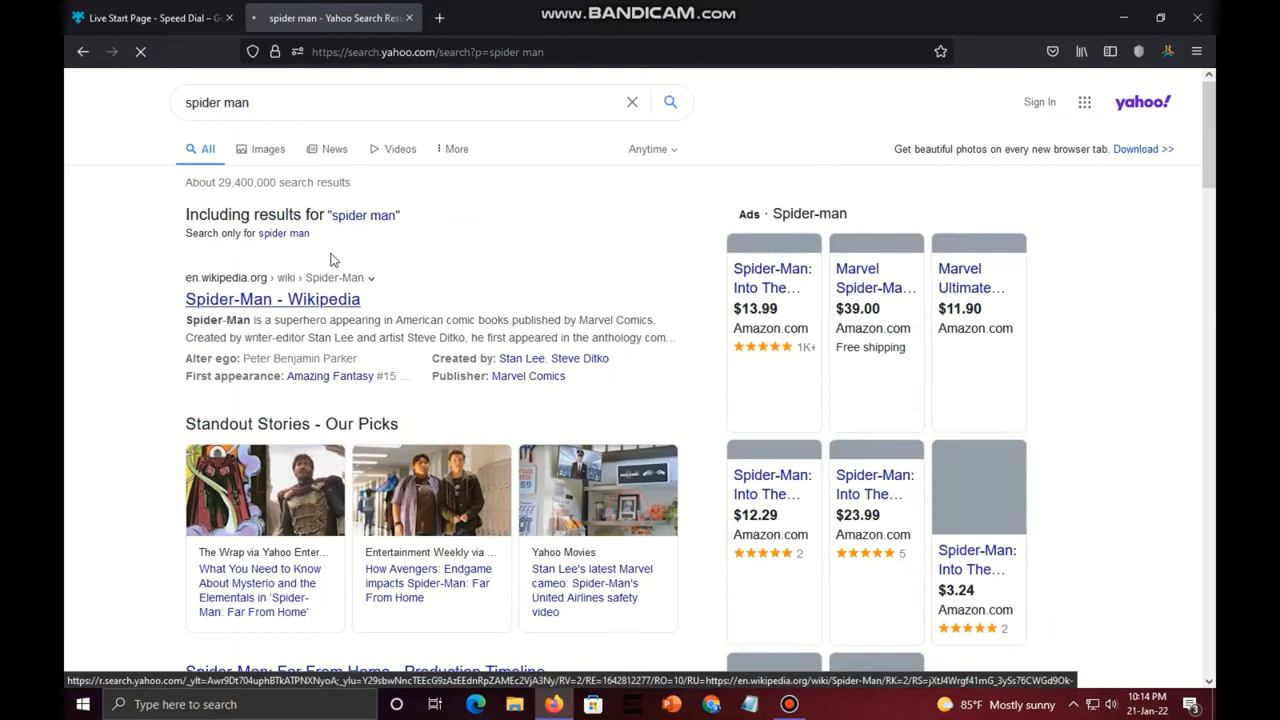 www.BANDICAM.com
Live Start Page - Speed Dial – G
spider man - Yahoo Search Resu
https://search.yahoo.com/search?p=spider man
spider man
Sign In
yahoo!
All
Images
News
Videos
More
Anytime
Get beautiful photos on every new browser tab. Download >>
About 29,400,000 search results
Including results for "spider man"
Search only for spider man
en.wikipedia.org › wiki › Spider-Man
Spider-Man - Wikipedia
Spider-Man is a superhero appearing in American comic books published by Marvel Comics.
Created by writer-editor Stan Lee and artist Steve Ditko, he first appeared in the anthology com...
Alter ego: Peter Benjamin Parker
Created by: Stan Lee, Steve Ditko
First appearance: Amazing Fantasy #15 ...
Publisher: Marvel Comics
Standout Stories - Our Picks
The Wrap via Yahoo Enter...
What You Need to Know
About Mysterio and the
Elementals in 'Spider-
Man: Far From Home'
Entertainment Weekly via ...
How Avengers: Endgame
impacts Spider-Man: Far
From Home
Yahoo Movies
Stan Lee's latest Marvel
cameo: Spider-Man's
United Airlines safety
video
Spider-Man: Far From Home - Production Timeline
Ads · Spider-man
Spider-Man:
Into The...
$13.99
Amazon.com
1K+
Marvel
Spider-Ma...
$39.00
Amazon.com
Free shipping
Marvel
Ultimate...
$11.90
Amazon.com
Spider-Man:
Into The...
$12.29
Amazon.com
2
Spider-Man:
Into The...
$23.99
Amazon.com
5
Spider-Man:
Into The...
$3.24
Amazon.com
2
Type here to search
85°F Mostly sunny
10:14 PM
21-Jan-22
3